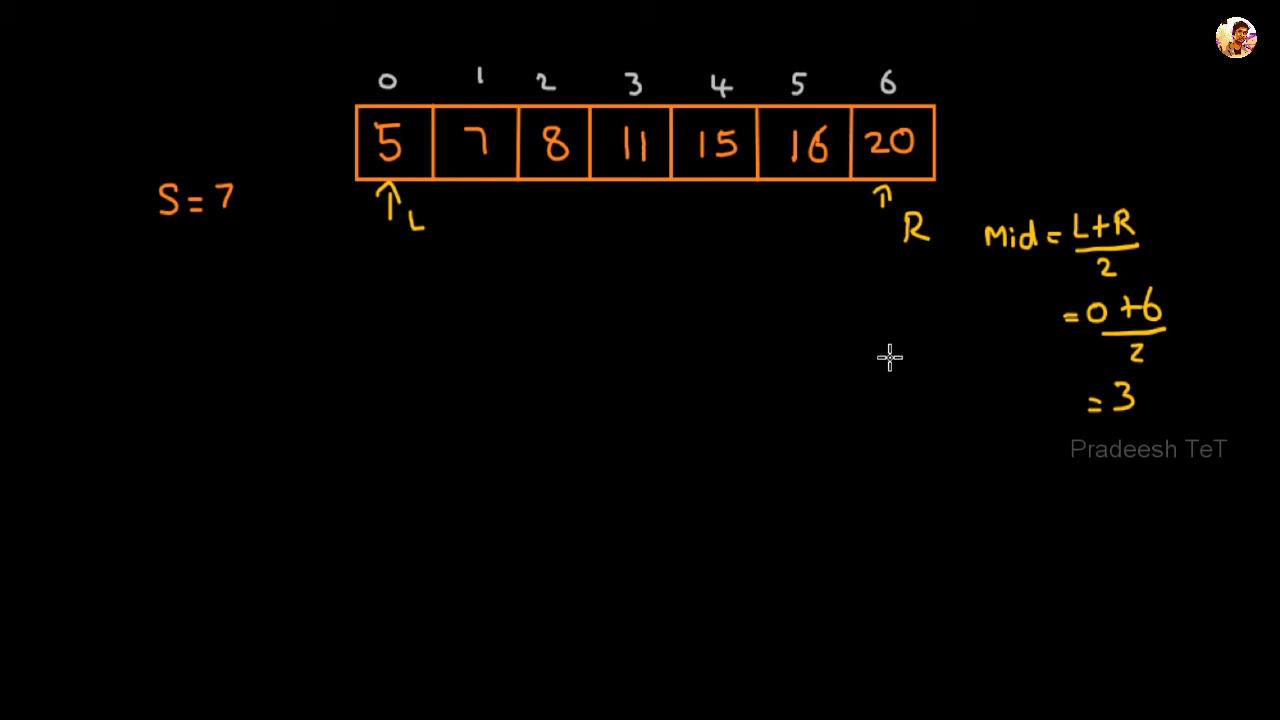 0 1 2 3 4 5 6
5 7 8 11 15 16 20
S = 7
L
R
Mid = L+R
2
= 0 +6
2
= 3
Pradeesh TeT